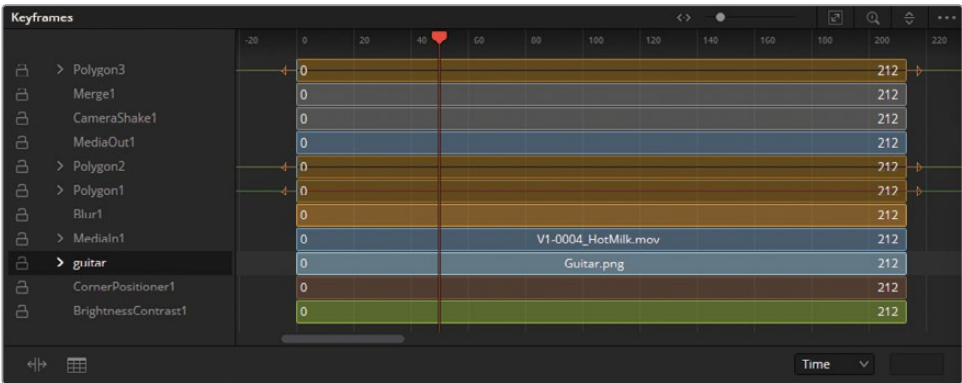 Keyframes
-20 0 20 40 60 80 100 120 140 160 180 200 220
> Polygon3 0 212
Merge1 0 212
CameraShake1 0 212
MediaOut1 0 212
> Polygon2 0 212
> Polygon1 0 212
Blur1 0 212
> MediaIn1 0 V1-0004_HotMilk.mov 212
> guitar 0 Guitar.png 212
CornerPositioner1 0 212
BrightnessContrast1 0 212
Time